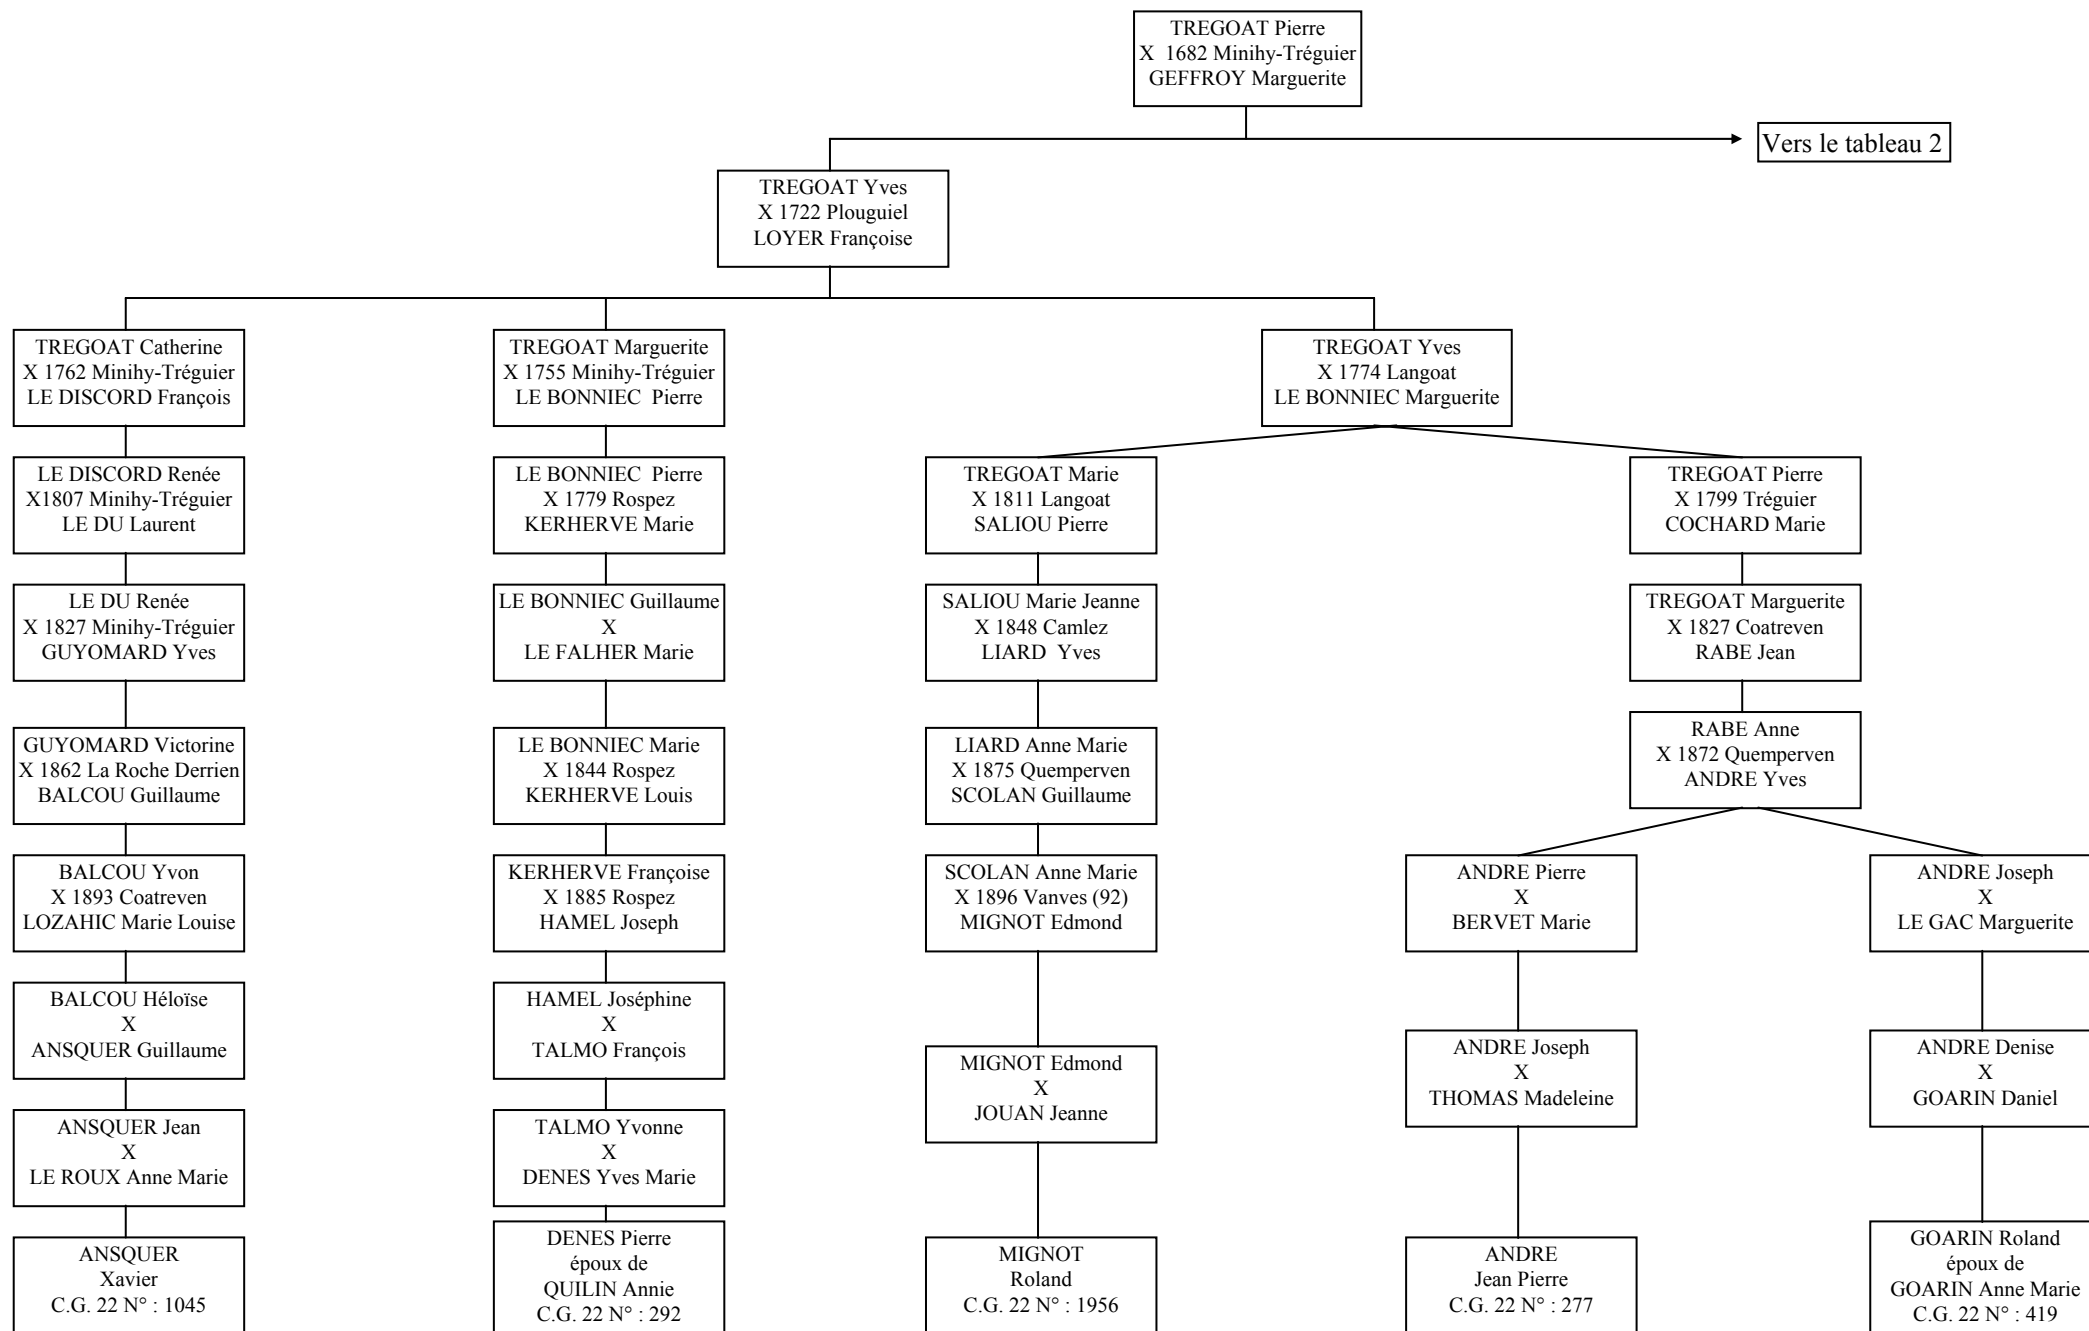 TREGOAT Pierre
X  1682 Minihy-Tréguier
GEFFROY Marguerite
Vers le tableau 2
TREGOAT Yves
X 1722 Plouguiel
LOYER Françoise
TREGOAT Catherine
X 1762 Minihy-Tréguier
LE DISCORD François
TREGOAT Marguerite
X 1755 Minihy-Tréguier
LE BONNIEC  Pierre
TREGOAT Yves
X 1774 Langoat
LE BONNIEC Marguerite
LE DISCORD Renée
X1807 Minihy-Tréguier
LE DU Laurent
LE BONNIEC  Pierre
X 1779 Rospez
KERHERVE Marie
TREGOAT Marie
X 1811 Langoat
SALIOU Pierre
TREGOAT Pierre
X 1799 Tréguier
COCHARD Marie
LE DU Renée
X 1827 Minihy-Tréguier
GUYOMARD Yves
LE BONNIEC Guillaume
X
LE FALHER Marie
SALIOU Marie Jeanne
X 1848 Camlez
LIARD  Yves
TREGOAT Marguerite
X 1827 Coatreven
RABE Jean
GUYOMARD Victorine
X 1862 La Roche Derrien
BALCOU Guillaume
LE BONNIEC Marie
X 1844 Rospez
KERHERVE Louis
LIARD Anne Marie
X 1875 Quemperven
SCOLAN Guillaume
RABE Anne
X 1872 Quemperven
ANDRE Yves
BALCOU Yvon
X 1893 Coatreven
LOZAHIC Marie Louise
KERHERVE Françoise
X 1885 Rospez
HAMEL Joseph
SCOLAN Anne Marie
X 1896 Vanves (92)
MIGNOT Edmond
ANDRE Pierre
X
BERVET Marie
ANDRE Joseph
X
LE GAC Marguerite
BALCOU Héloïse
X
ANSQUER Guillaume
HAMEL Joséphine
X
TALMO François
MIGNOT Edmond
X
JOUAN Jeanne
ANDRE Joseph
X
THOMAS Madeleine
ANDRE Denise
X
GOARIN Daniel
ANSQUER Jean
X
LE ROUX Anne Marie
TALMO Yvonne
X
DENES Yves Marie
ANSQUER
Xavier
C.G. 22 N° : 1045
DENES Pierre
époux de
QUILIN Annie
C.G. 22 N° : 292
MIGNOT
Roland
C.G. 22 N° : 1956
ANDRE
Jean Pierre
C.G. 22 N° : 277
GOARIN Roland
époux de
GOARIN Anne Marie
C.G. 22 N° : 419